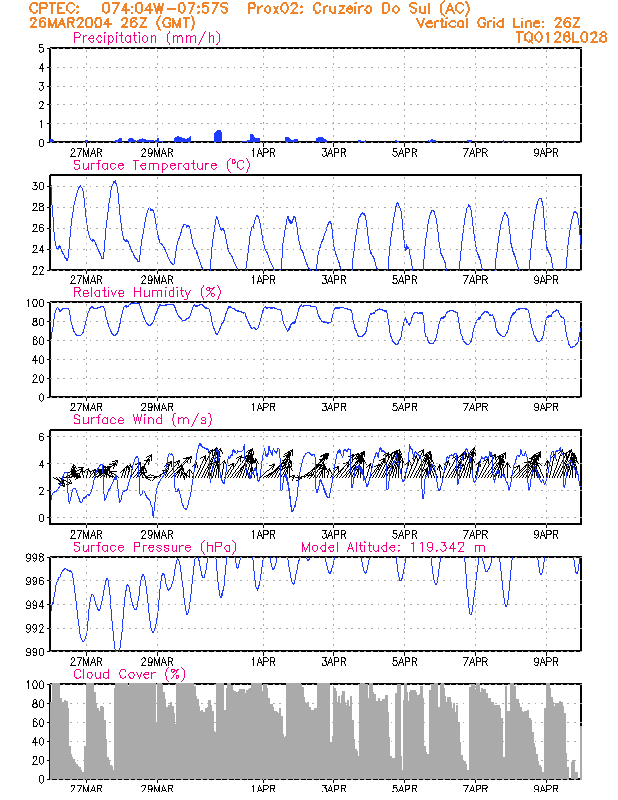 CPTEC: 074:04W-07:57S Prox02: Cruzeiro Do Sul (AC)
26MAR2004 26Z (GMT) Vertical Grid Line: 26Z
Precipitation (mm/h) TQ0126L028
5
4
3
2
1
0
27MAR 29MAR 1APR 3APR 5APR 7APR 9APR
Surface Temperature (ºC)
30
28
26
24
22
27MAR 29MAR 1APR 3APR 5APR 7APR 9APR
Relative Humidity (%)
100
80
60
40
20
0
27MAR 29MAR 1APR 3APR 5APR 7APR 9APR
Surface Wind (m/s)
6
4
2
0
27MAR 29MAR 1APR 3APR 5APR 7APR 9APR
Surface Pressure (hPa) Model Altitude: 119.342 m
998
996
994
992
990
27MAR 29MAR 1APR 3APR 5APR 7APR 9APR
Cloud Cover (%)
100
80
60
40
20
0
27MAR 29MAR 1APR 3APR 5APR 7APR 9APR